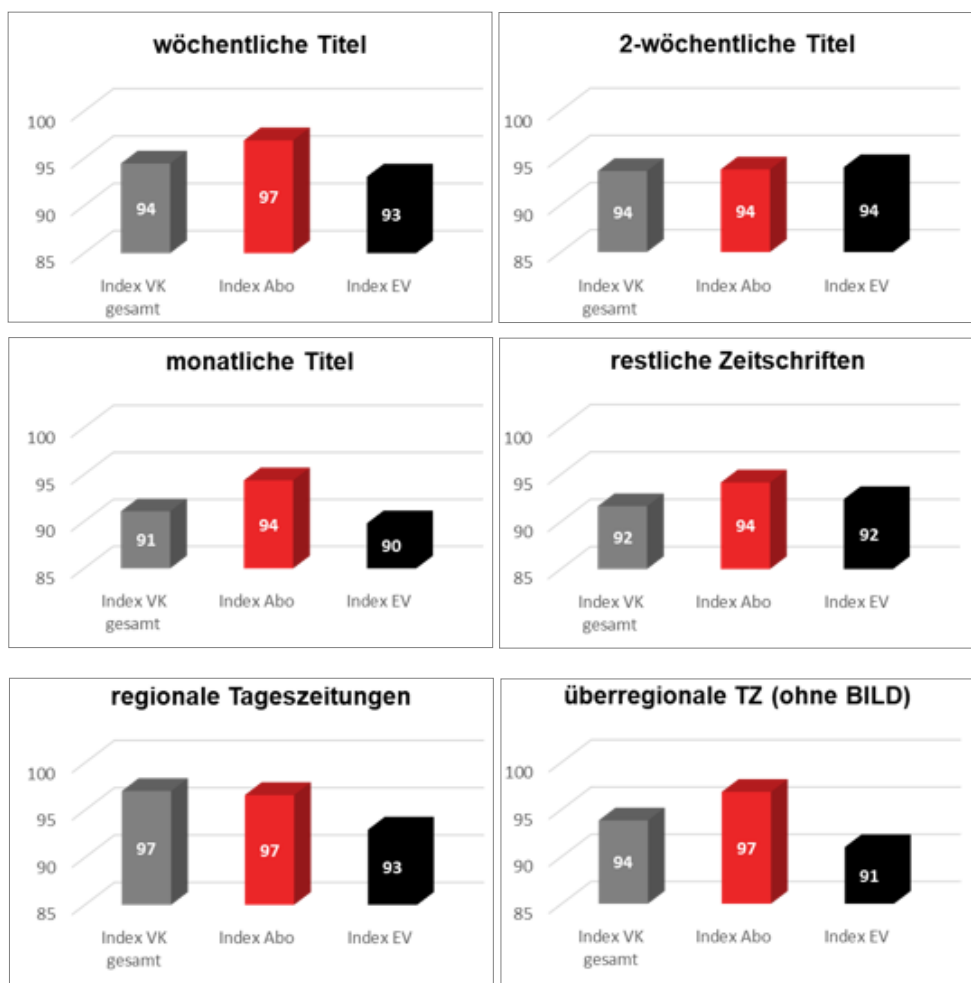 wöchentliche Titel
100
95
90
85
94
97
93
Index VK
gesamt
Index Abo
Index EV
2-wöchentliche Titel
100
95
90
85
94
94
94
Index VK
gesamt
Index Abo
Index EV
monatliche Titel
100
95
90
85
91
94
90
Index VK
gesamt
Index Abo
Index EV
restliche Zeitschriften
100
95
90
85
92
94
92
Index VK
gesamt
Index Abo
Index EV
regionale Tageszeitungen
100
95
90
85
97
97
93
Index VK
gesamt
Index Abo
Index EV
überregionale TZ (ohne BILD)
100
95
90
85
94
97
91
Index VK
gesamt
Index Abo
Index EV